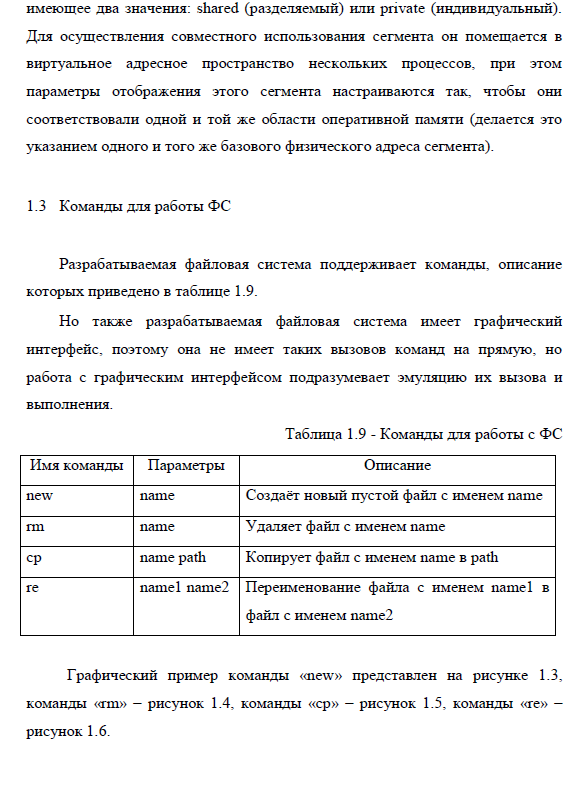 имеющее два значения: shared (разделяемый) или private (индивидуальный).
Для осуществления совместного использования сегмента он помещается в
виртуальное адресное пространство нескольких процессов, при этом
параметры отображения этого сегмента настраиваются так, чтобы они
соответствовали одной и той же области оперативной памяти (делается это
указанием одного и того же базового физического адреса сегмента).
1.3 Команды для работы ФС
Разрабатываемая файловая система поддерживает команды, описание
которых приведено в таблице 1.9.
Но также разрабатываемая файловая система имеет графический
интерфейс, поэтому она не имеет таких вызовов команд на прямую, но
работа с графическим интерфейсом подразумевает эмуляцию их вызова и
выполнения.
Таблица 1.9 - Команды для работы с ФС
Имя команды Параметры Описание
new name Создаёт новый пустой файл с именем name
rm name Удаляет файл с именем name
cp name path Копирует файл с именем name в path
re name1 name2 Переименование файла с именем name1 в
файл с именем name2
Графический пример команды «new» представлен на рисунке 1.3,
команды «rm» – рисунок 1.4, команды «cp» – рисунок 1.5, команды «re» –
рисунок 1.6.